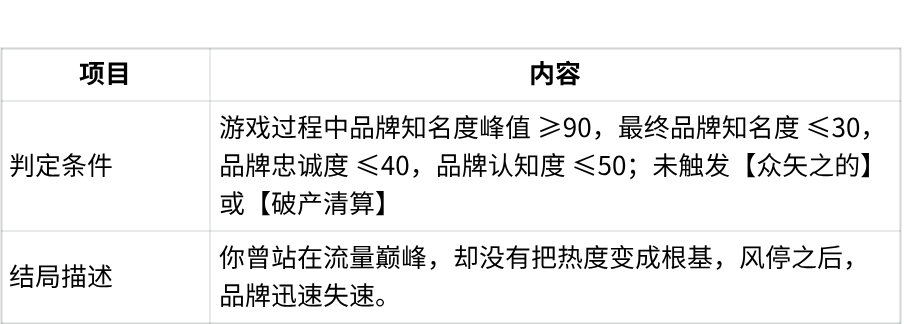 项目
内容
判定条件
游戏过程中品牌知名度峰值 ≥90，最终品牌知名度 ≤30，
品牌忠诚度 ≤40，品牌认知度 ≤50；未触发【众矢之的】
或【破产清算】
结局描述
你曾站在流量巅峰，却没有把热度变成根基，风停之后，
品牌迅速失速。